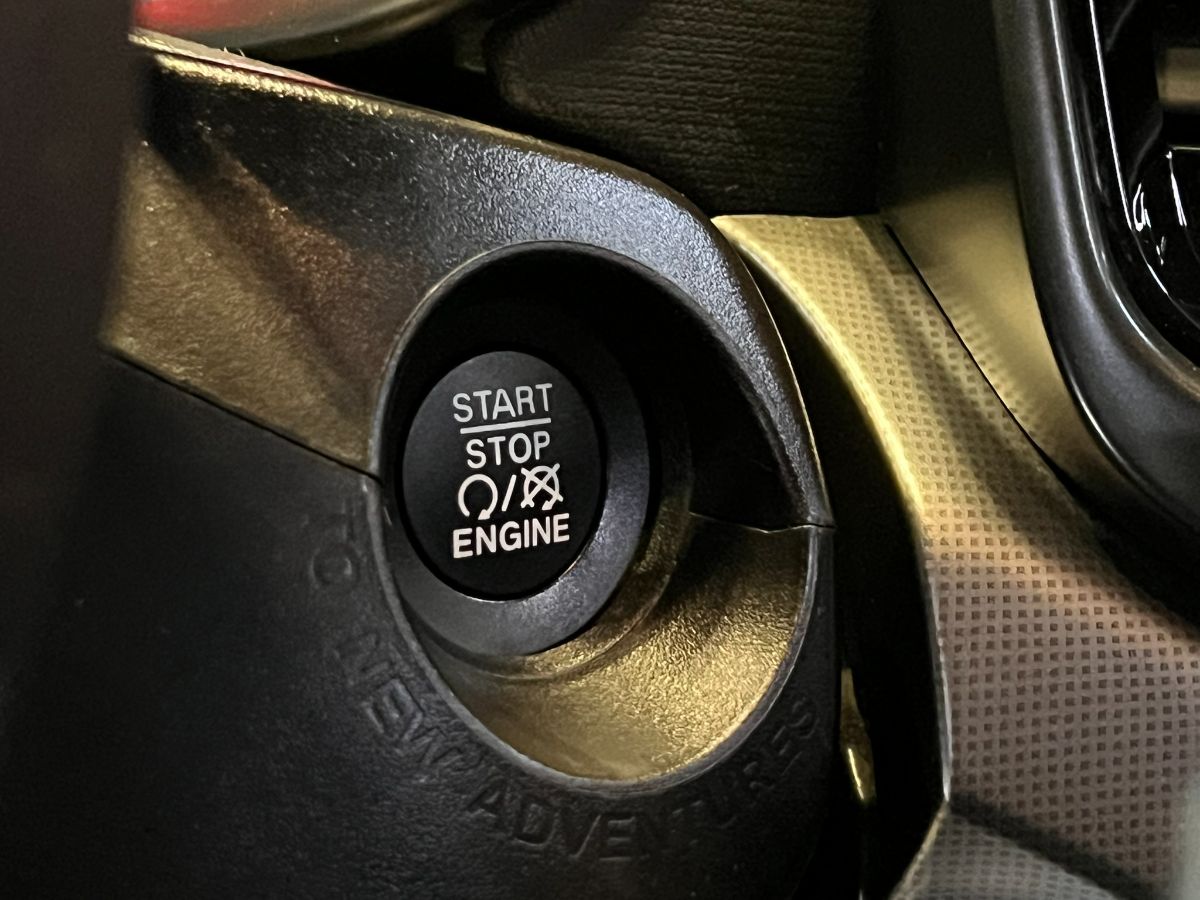 START
STOP
/
ENGINE
TO NEW ADVENTURES